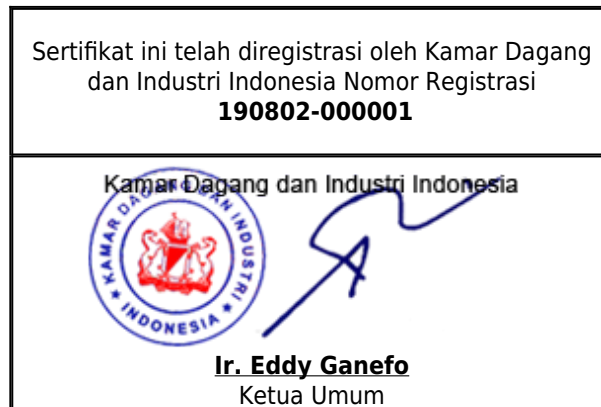 Sertifikat ini telah diregistrasi oleh Kamar Dagang
dan Industri Indonesia Nomor Registrasi
190802-000001
Kamar Dagang dan Industri Indonesia
KAMAR DAGANG DAN INDUSTRI
INDONESIA
Ir. Eddy Ganefo
Ketua Umum